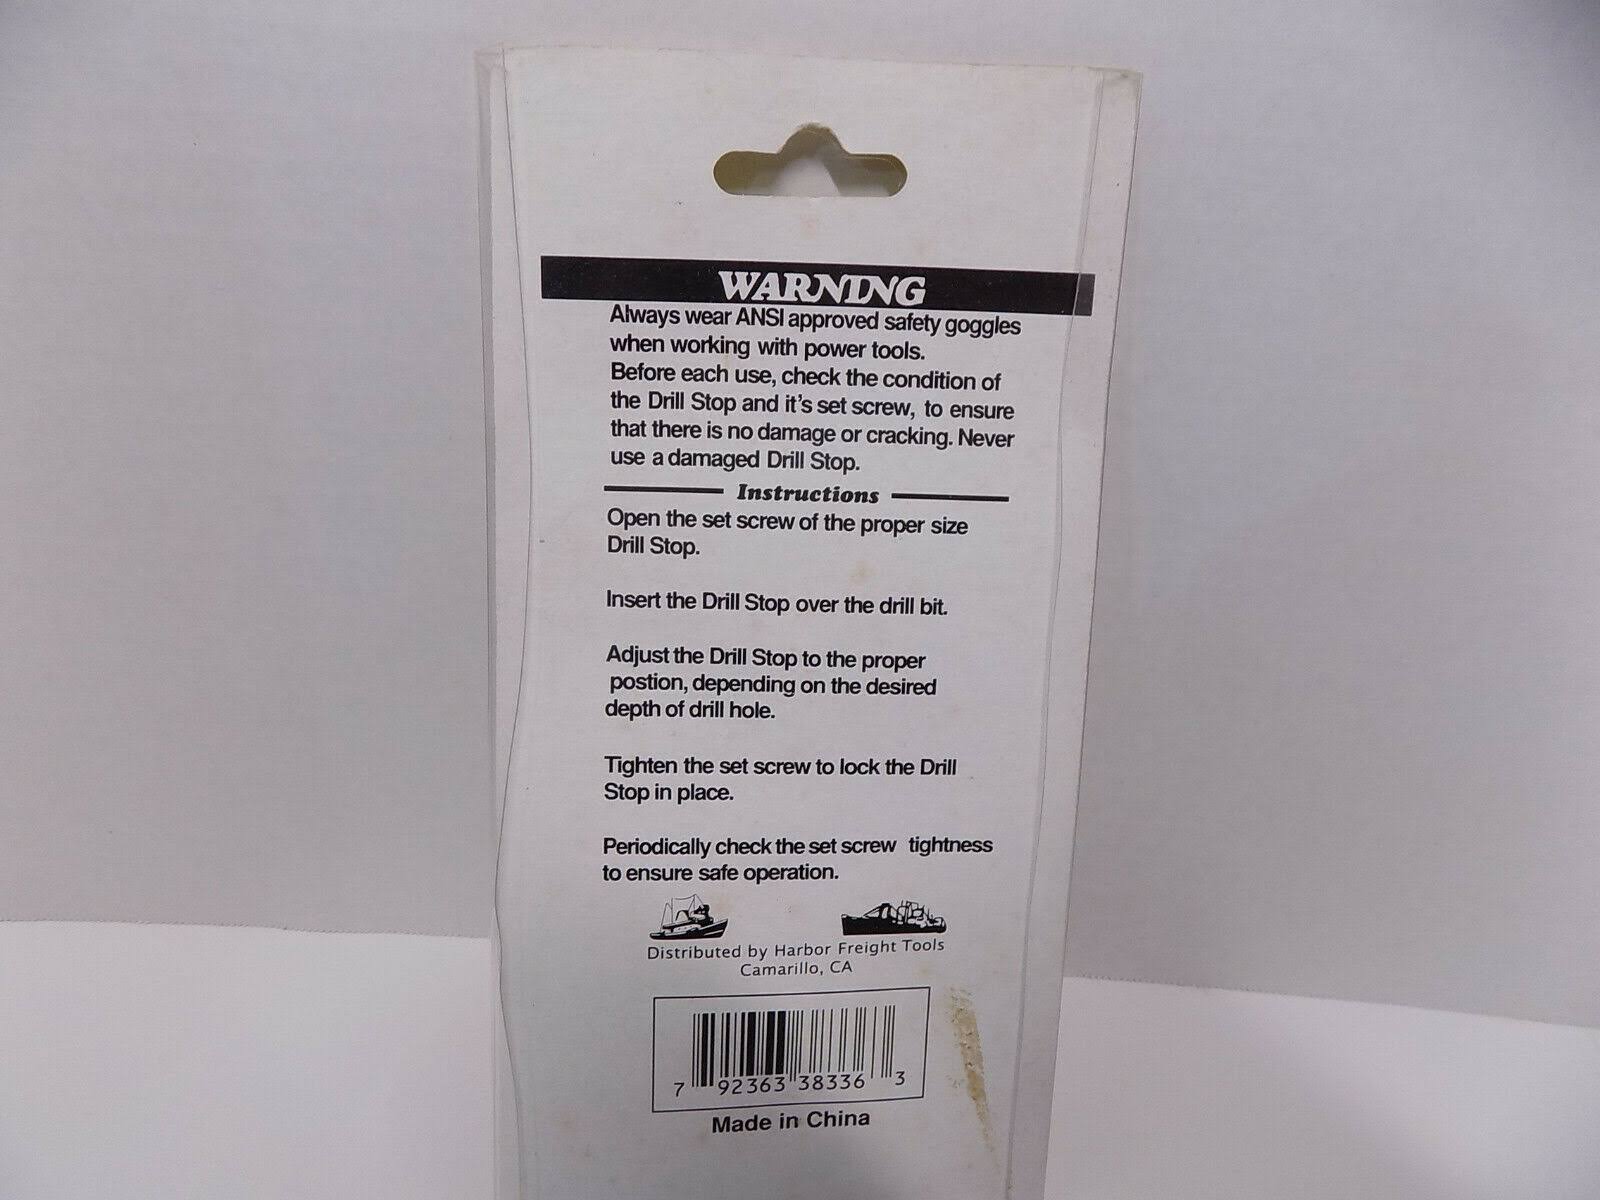 WARNING
Always wear ANSI approved safety goggles
when working with power tools.
Before each use, check the condition of
the Drill Stop and it's set screw, to ensure
that there is no damage or cracking. Never
use a damaged Drill Stop.
Instructions
Open the set screw of the proper size
Drill Stop.
Insert the Drill Stop over the drill bit.
Adjust the Drill Stop to the proper
postion, depending on the desired
depth of drill hole.
Tighten the set screw to lock the Drill
Stop in place.
Periodically check the set screw tightness
to ensure safe operation.
Distributed by Harbor Freight Tools
Camarillo, CA
7 92363 38336 3
Made in China